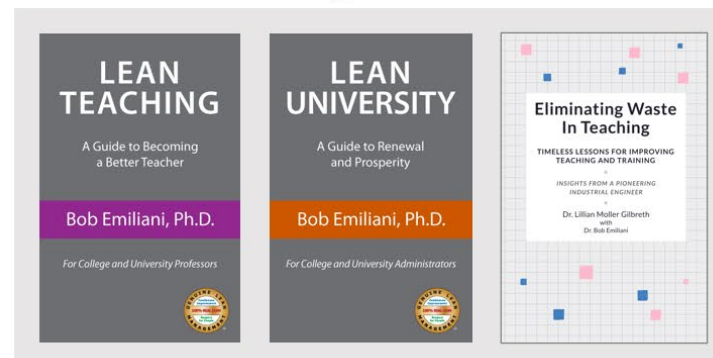 LEAN
TEACHING
A Guide to Becoming
a Better Teacher
Bob Emiliani, Ph.D.
For College and University Professors
LEAN
UNIVERSITY
A Guide to Renewal
and Prosperity
Bob Emiliani, Ph.D.
For College and University Administrators
Eliminating Waste
In Teaching
TIMELESS LESSONS FOR IMPROVING
TEACHING AND TRAINING
INSIGHTS FROM A PIONEERING
INDUSTRIAL ENGINEER
Dr. Lillian Moller Gilbreth
with
Dr. Bob Emiliani